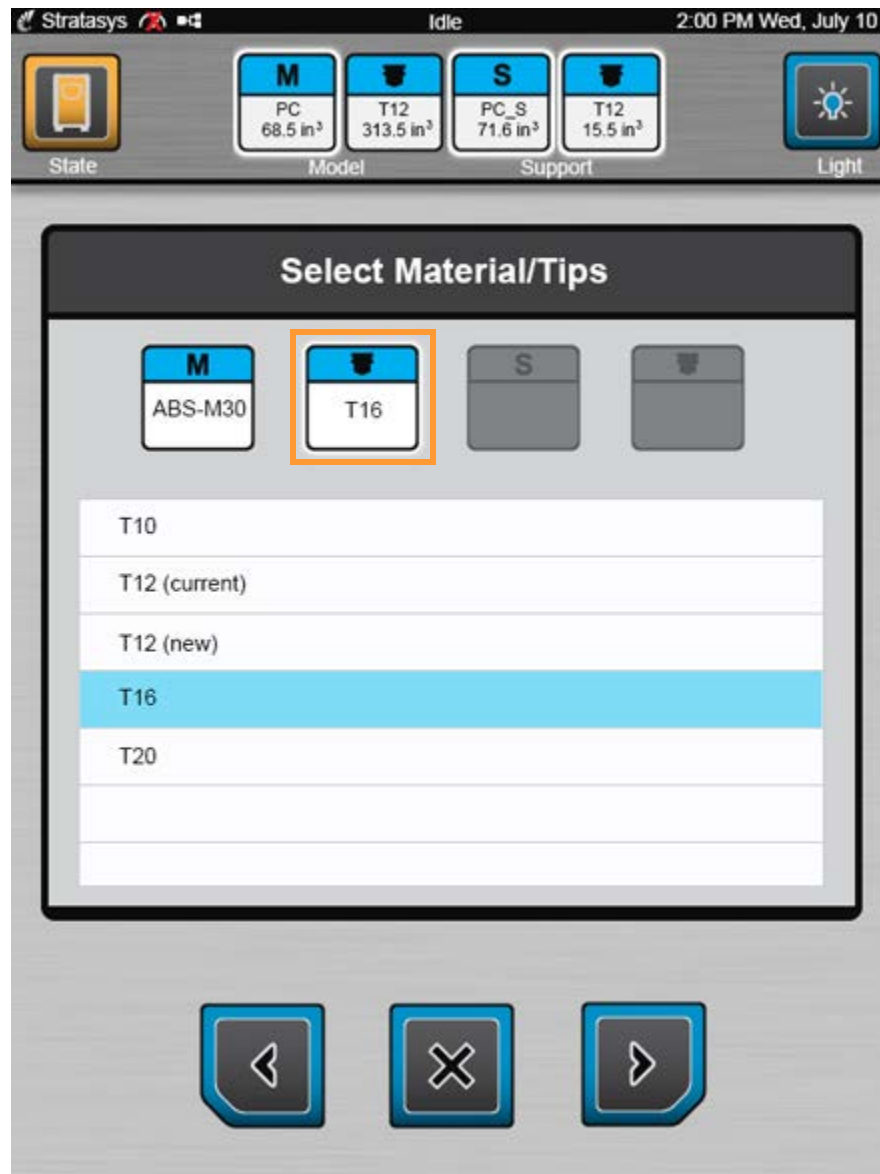 Stratasys Idle 2:00 PM Wed, July 10
M S
PC T12 PC_S T12
68.5 in³ 313.5 in³ 71.6 in³ 15.5 in³
State Model Support Light
Select Material/Tips
M S
ABS-M30 T16
T10
T12 (current)
T12 (new)
T16
T20